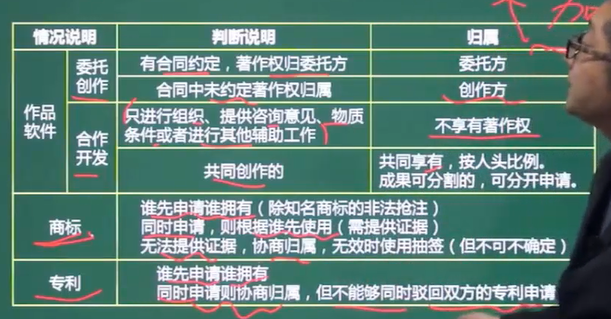 加
情况说明 判断说明 归属
作品
软件
委托
创作
有合同约定，著作权归委托方 委托方
合同中未约定著作权归属 创作方
合作
开发
只进行组织、提供咨询意见、物质
条件或者进行其他辅助工作
不享有著作权
共同创作的
共同享有，按人头比例。
成果可分割的，可分开申请。
商标
谁先申请谁拥有（除知名商标的非法抢注）
同时申请，则根据谁先使用（需提供证据）
无法提供证据，协商归属，无效时使用抽签（但不可不确定）
专利
谁先申请谁拥有
同时申请则协商归属，但不能够同时驳回双方的专利申请